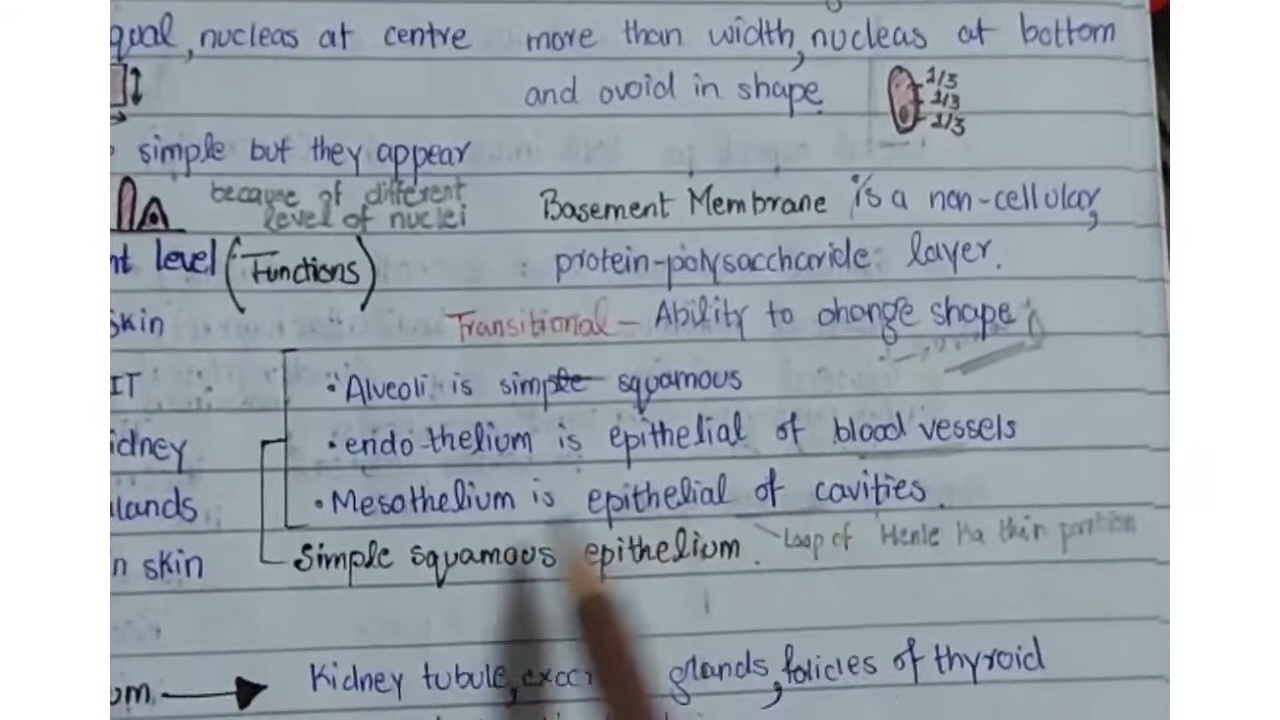 qual, nucleas at centre more than width, nucleas at bottom
and ovoid in shape. 1/3
1/3
1/3
simple but they appear
because of different
level of nuclei
Basement Membrane is a non-cellular,
nt level (Functions) protein-polysaccharide layer.
skin Transitional - Ability to change shape
IT • Alveoli is simple squamous
idney • endothelium is epithelial of blood vessels
lands • Mesothelium is epithelial of cavities.
n skin Simple squamous epithelium. Loop of Henle ka thin portion
um → Kidney tubule, glands, folicies of thyroid